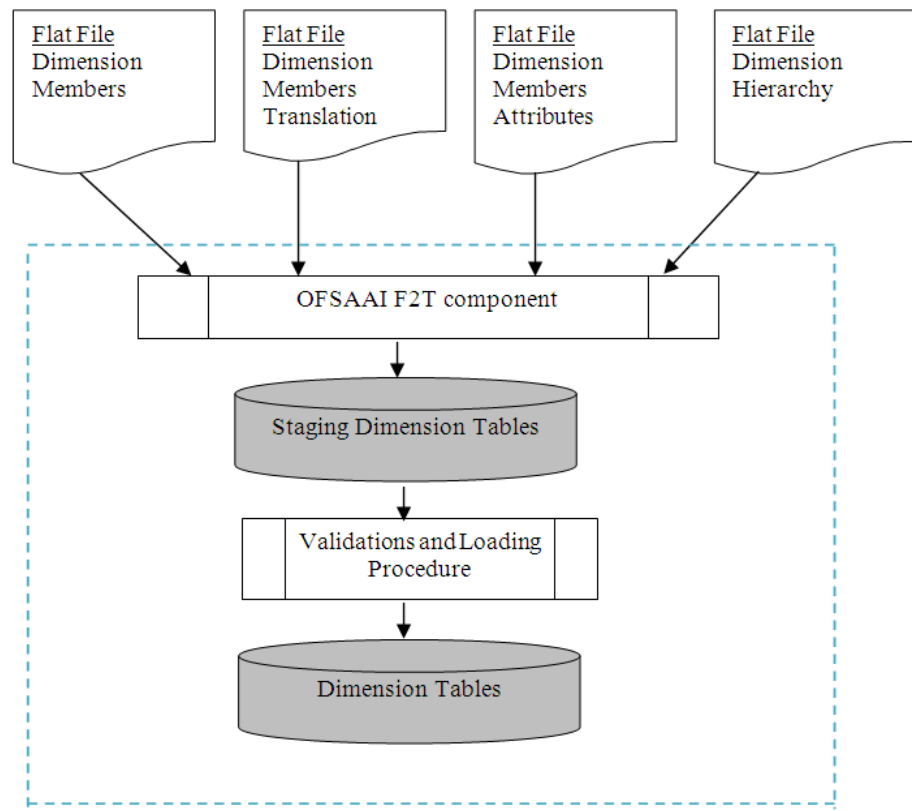 Flat File
Dimension
Members
Flat File
Dimension
Members
Translation
Flat File
Dimension
Members
Attributes
Flat File
Dimension
Hierarchy
OFSAAI F2T component
Staging Dimension Tables
Validations and Loading
Procedure
Dimension Tables